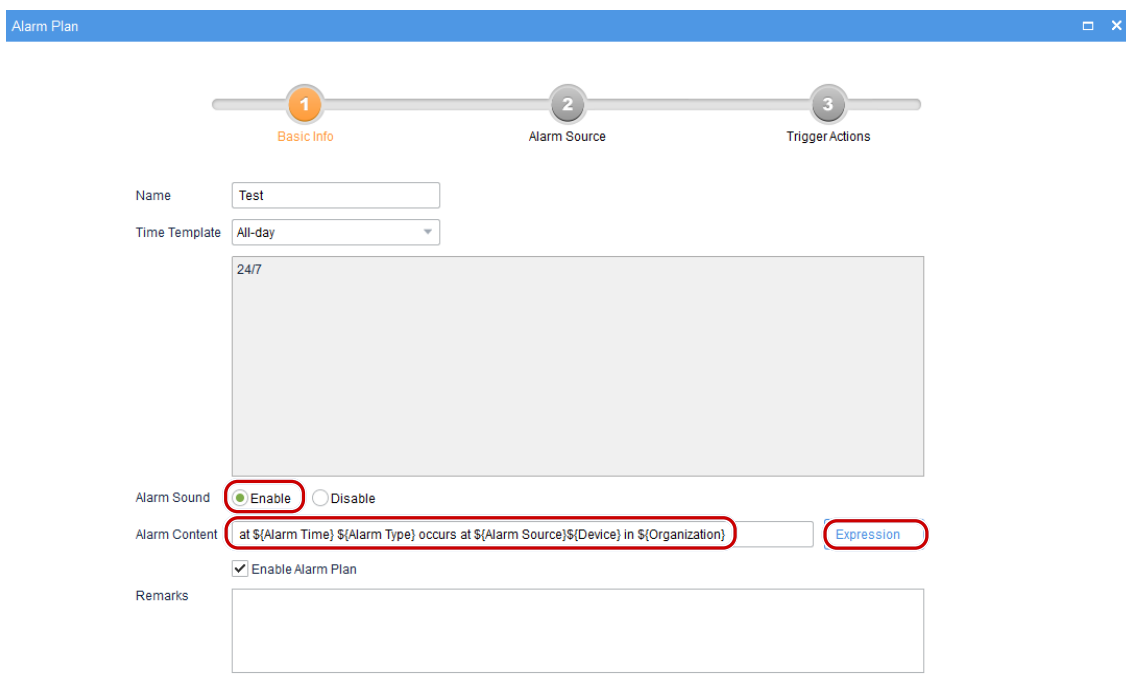 Alarm Plan
1 2 3
Basic Info Alarm Source Trigger Actions
Name Test
Time Template All-day
24/7
Alarm Sound Enable Disable
Alarm Content at ${Alarm Time} ${Alarm Type} occurs at ${Alarm Source}${Device} in ${Organization} Expression
Enable Alarm Plan
Remarks